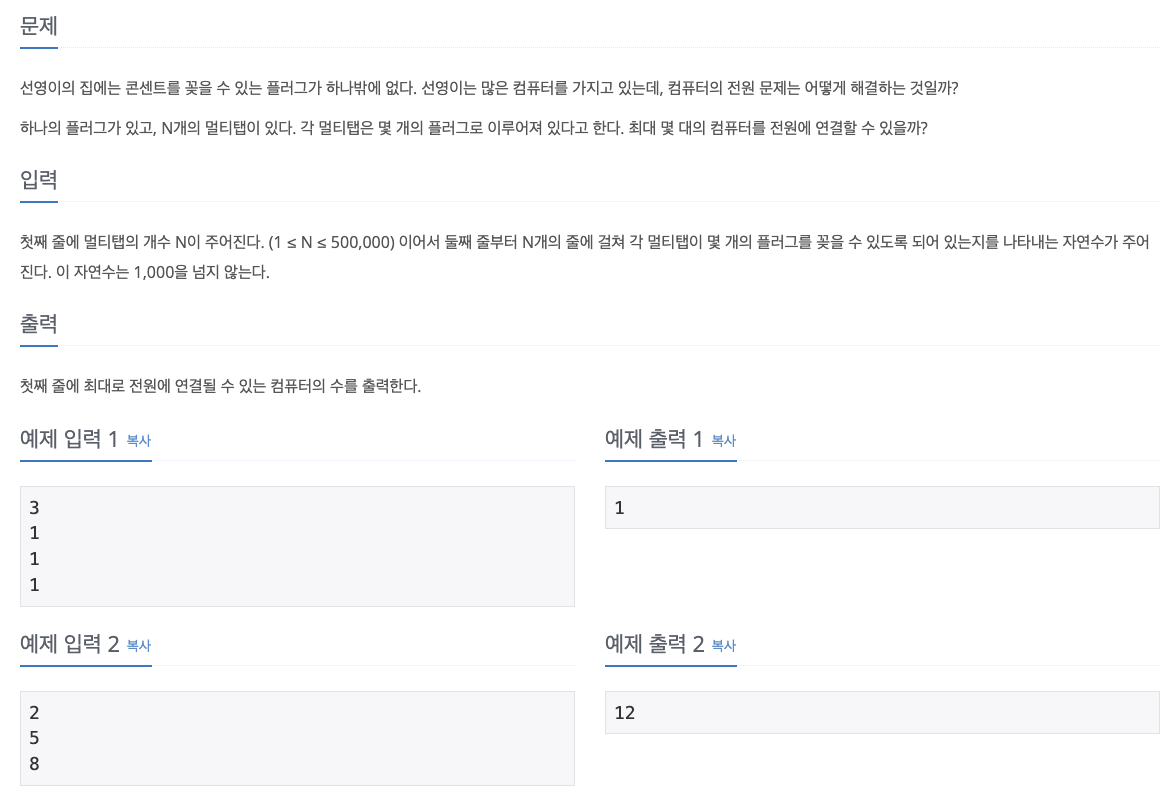 문제
선영이의 집에는 콘센트를 꽂을 수 있는 플러그가 하나밖에 없다. 선영이는 많은 컴퓨터를 가지고 있는데, 컴퓨터의 전원 문제는 어떻게 해결하는 것일까?
하나의 플러그가 있고, N개의 멀티탭이 있다. 각 멀티탭은 몇 개의 플러그로 이루어져 있다고 한다. 최대 몇 대의 컴퓨터를 전원에 연결할 수 있을까?
입력
첫째 줄에 멀티탭의 개수 N이 주어진다. (1 ≤ N ≤ 500,000) 이어서 둘째 줄부터 N개의 줄에 걸쳐 각 멀티탭이 몇 개의 플러그를 꽂을 수 있도록 되어 있는지를 나타내는 자연수가 주어
진다. 이 자연수는 1,000을 넘지 않는다.
출력
첫째 줄에 최대로 전원에 연결될 수 있는 컴퓨터의 수를 출력한다.
예제 입력 1 복사
3
1
1
1
예제 출력 1 복사
1
예제 입력 2 복사
2
5
8
예제 출력 2 복사
12